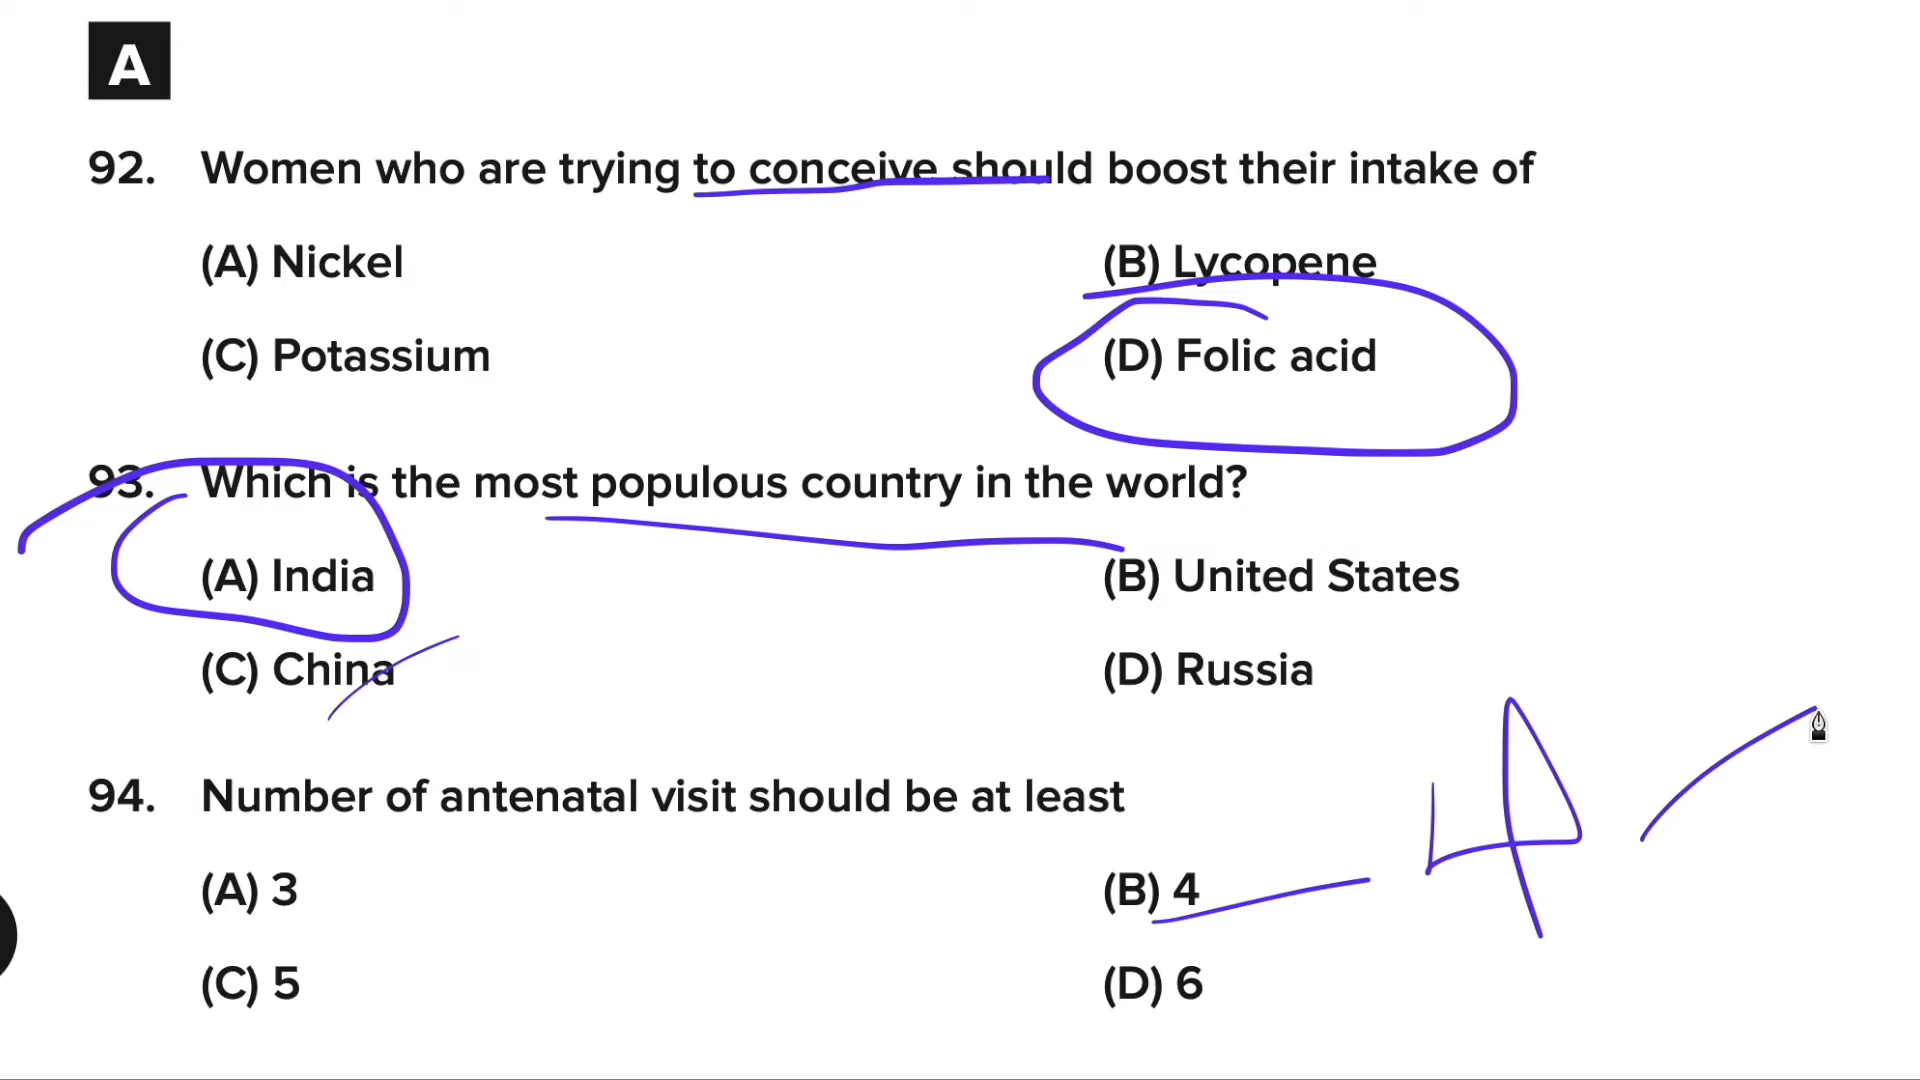 A
92. Women who are trying to conceive should boost their intake of
(A) Nickel (B) Lycopene
(C) Potassium (D) Folic acid
93. Which is the most populous country in the world?
(A) India (B) United States
(C) China (D) Russia
94. Number of antenatal visit should be at least
(A) 3 (B) 4 4
(C) 5 (D) 6